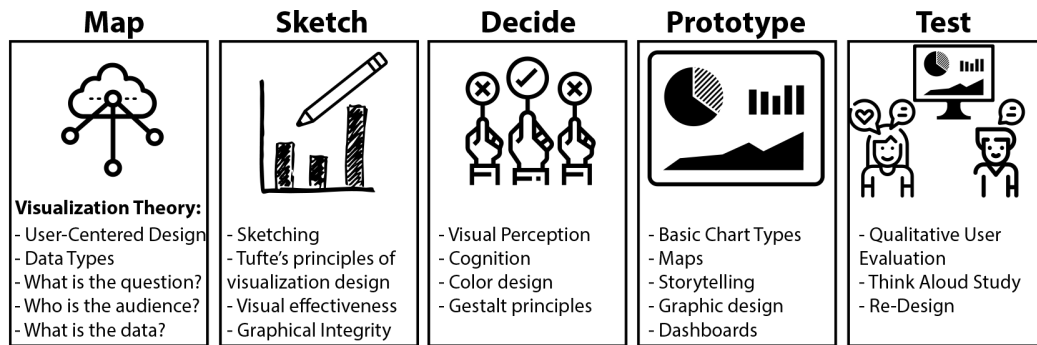 Map
Visualization Theory:
- User-Centered Design
- Data Types
- What is the question?
- Who is the audience?
- What is the data?
Sketch
- Sketching
- Tufte's principles of
visualization design
- Visual effectiveness
- Graphical Integrity
Decide
- Visual Perception
- Cognition
- Color design
- Gestalt principles
Prototype
- Basic Chart Types
- Maps
- Storytelling
- Graphic design
- Dashboards
Test
- Qualitative User
Evaluation
- Think Aloud Study
- Re-Design